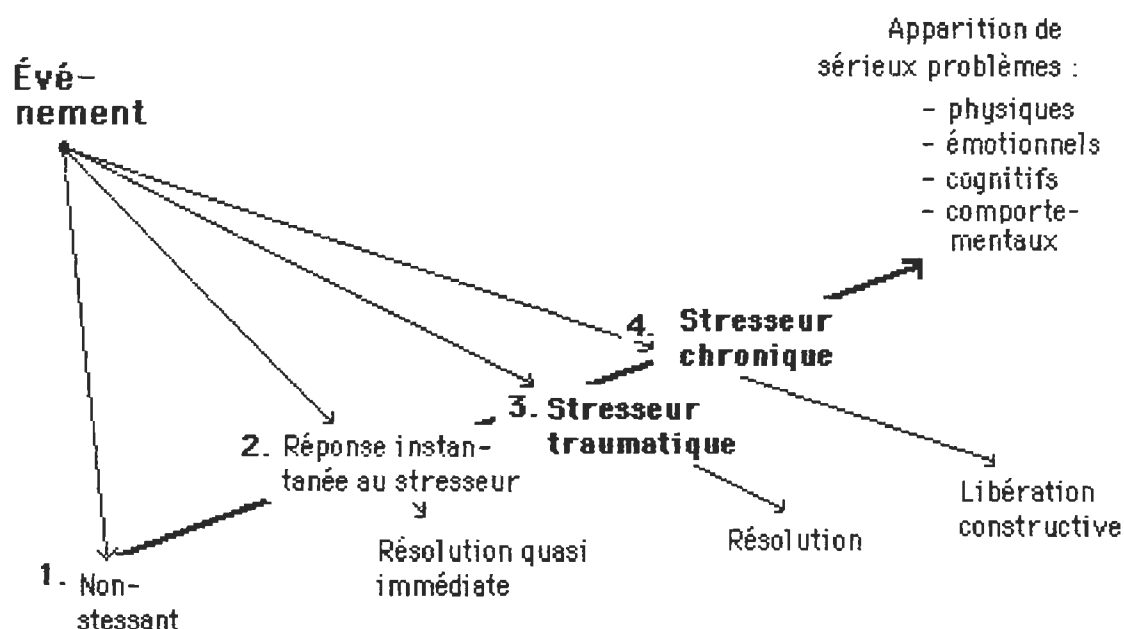 Évé-
nement
Apparition de
sérieux problèmes :
- physiques
- émotionnels
- cognitifs
- comporte-
mentaux
4. Stresseur
chronique
3. Stresseur
traumatique
2. Réponse instan-
tanée au stresseur
Libération
constructive
Résolution
Résolution quasi
immédiate
1. Non-
stessant